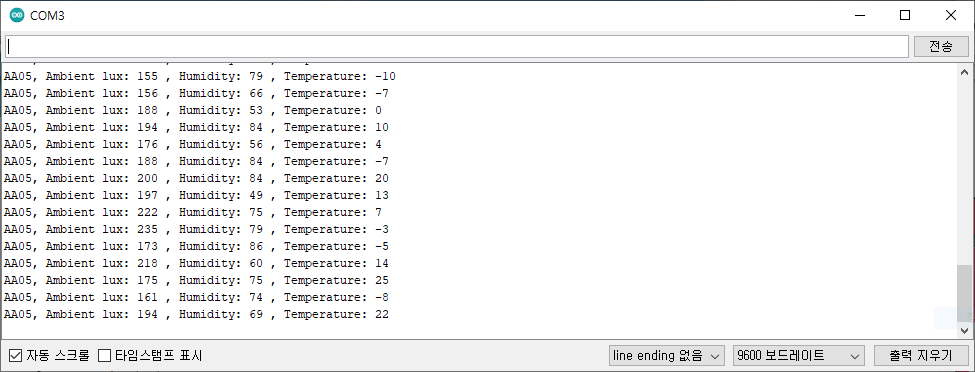 COM3
전송
AA05, Ambient lux: 155 , Humidity: 79 , Temperature: -10
AA05, Ambient lux: 156 , Humidity: 66 , Temperature: -7
AA05, Ambient lux: 188 , Humidity: 53 , Temperature: 0
AA05, Ambient lux: 194 , Humidity: 84 , Temperature: 10
AA05, Ambient lux: 176 , Humidity: 56 , Temperature: 4
AA05, Ambient lux: 188 , Humidity: 84 , Temperature: -7
AA05, Ambient lux: 200 , Humidity: 84 , Temperature: 20
AA05, Ambient lux: 197 , Humidity: 49 , Temperature: 13
AA05, Ambient lux: 222 , Humidity: 75 , Temperature: 7
AA05, Ambient lux: 235 , Humidity: 79 , Temperature: -3
AA05, Ambient lux: 173 , Humidity: 86 , Temperature: -5
AA05, Ambient lux: 218 , Humidity: 60 , Temperature: 14
AA05, Ambient lux: 175 , Humidity: 75 , Temperature: 25
AA05, Ambient lux: 161 , Humidity: 74 , Temperature: -8
AA05, Ambient lux: 194 , Humidity: 69 , Temperature: 22
자동 스크롤 타임스탬프 표시 line ending 없음 9600 보드레이트 출력 지우기